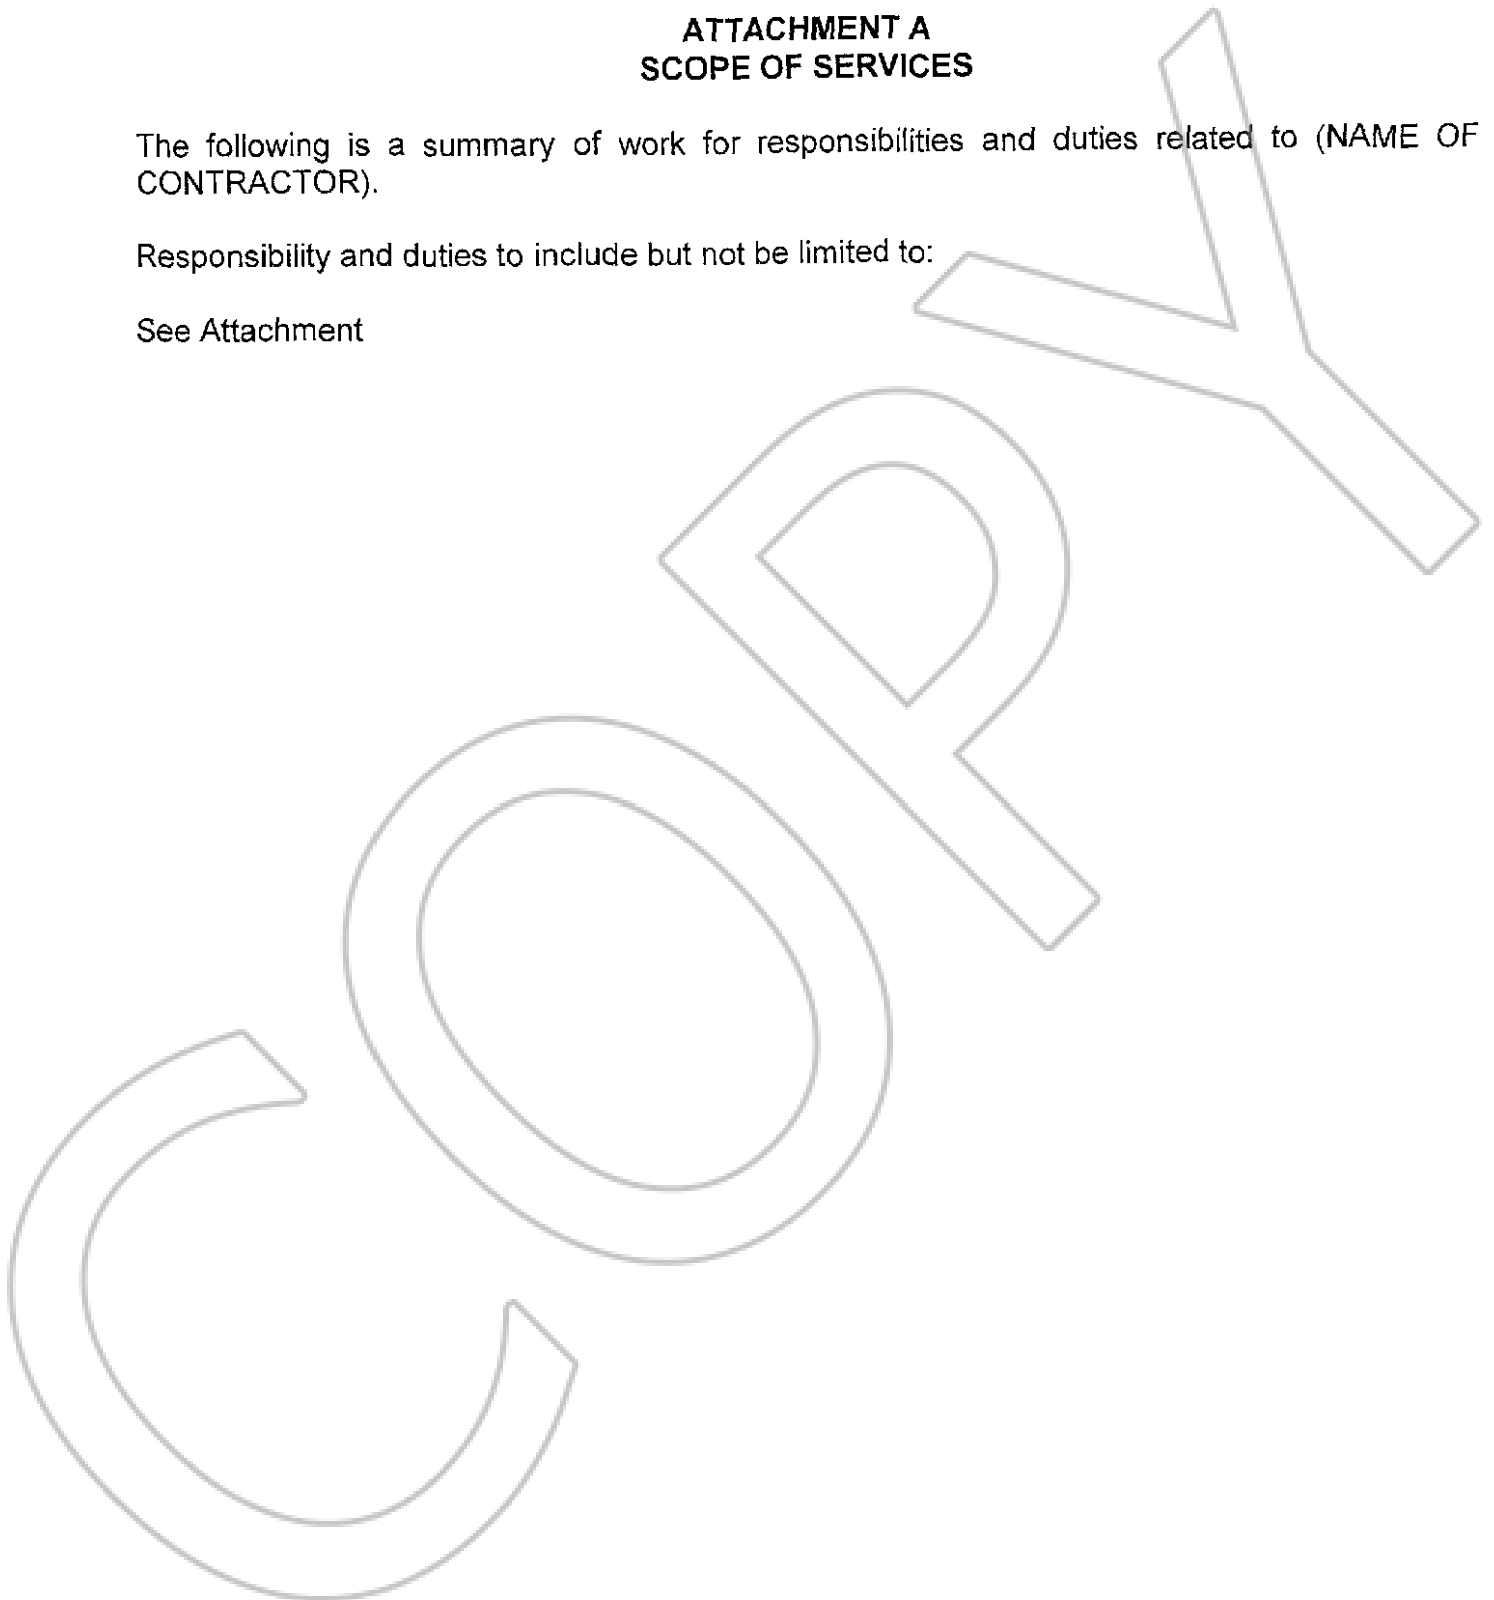 ATTACHMENT A
SCOPE OF SERVICES
The following is a summary of work for responsibilities and duties related to (NAME OF
CONTRACTOR).
Responsibility and duties to include but not be limited to:
See Attachment
COPY